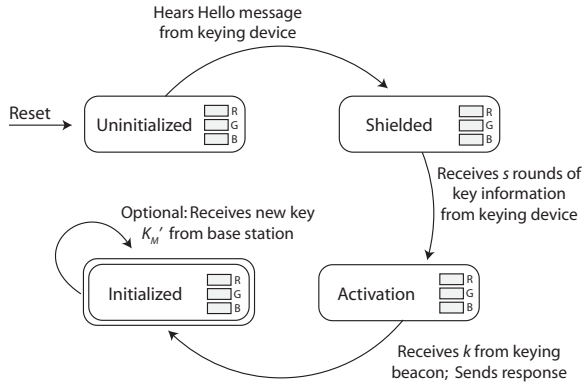 Hears Hello message
from keying device
Reset
Uninitialized
R
G
B
Shielded
R
G
B
Receives s rounds of
key information
from keying device
Optional: Receives new key
K_M′ from base station
Initialized
R
G
B
Activation
R
G
B
Receives k from keying
beacon; Sends response